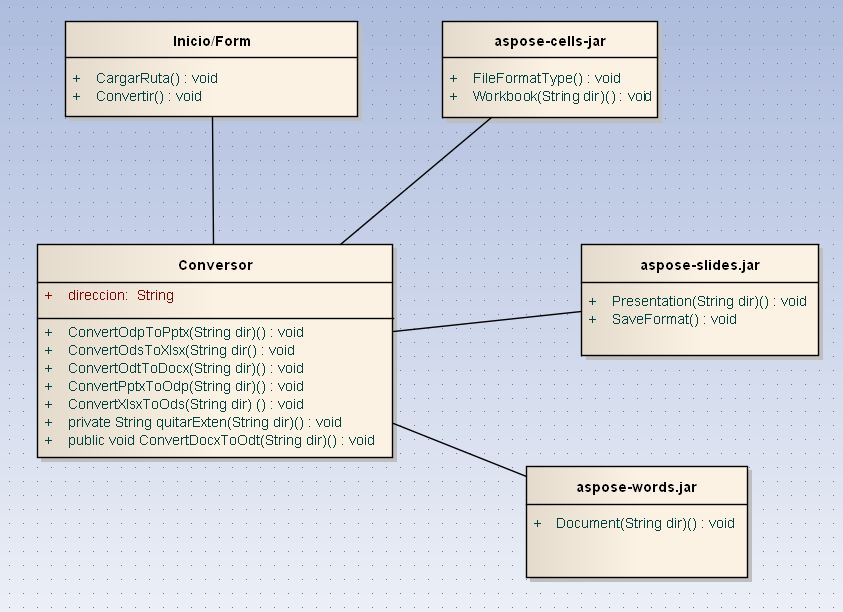 Inicio/Form
+ CargarRuta() : void
+ Convertir() : void
aspose-cells-jar
+ FileFormatType() : void
+ Workbook(String dir)() : void
Conversor
+ direccion: String
+ ConvertOdpToPptx(String dir)() : void
+ ConvertOdsToXlsx(String dir() : void
+ ConvertOdtToDocx(String dir)() : void
+ ConvertPptxToOdp(String dir)() : void
+ ConvertXlsxToOds(String dir) () : void
+ private String quitarExten(String dir)() : void
+ public void ConvertDocxToOdt(String dir)() : void
aspose-slides.jar
+ Presentation(String dir)() : void
+ SaveFormat() : void
aspose-words.jar
+ Document(String dir)() : void